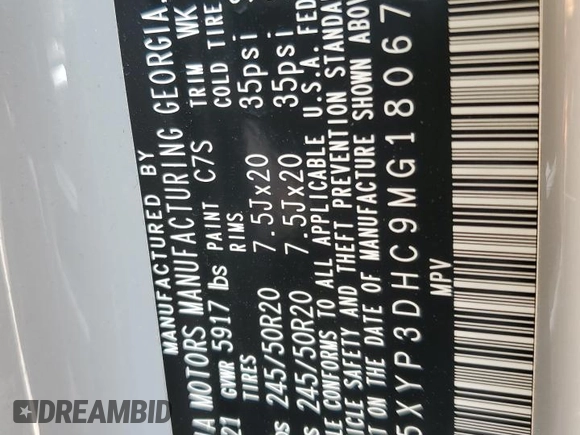 MANUFACTURED BY
IA MOTORS MANUFACTURING GEORGIA,
21 GVWR 5917 lbs PAINT C7S TRIM WK
TIRES RIMS COLD TIRE
245/50R20 7.5Jx20 35psi
245/50R20 7.5Jx20 35psi
LE CONFORMS TO ALL APPLICABLE U.S.A. FED
ICLE SAFETY AND THEFT PREVENTION STANDA
T ON THE DATE OF MANUFACTURE SHOWN ABOV
5XYP3DHC9MG18067
MPV
DREAMBID